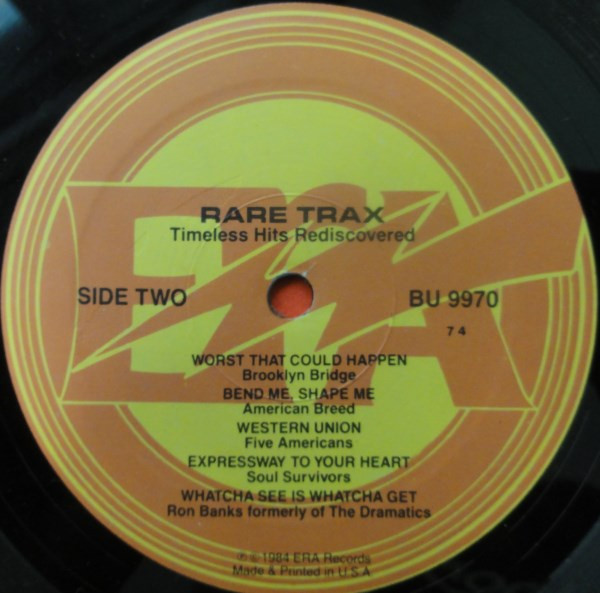 ERA
RARE TRAX
Timeless Hits Rediscovered
SIDE TWO
BU 9970
74
WORST THAT COULD HAPPEN
Brooklyn Bridge
BEND ME, SHAPE ME
American Breed
WESTERN UNION
Five Americans
EXPRESSWAY TO YOUR HEART
Soul Survivors
WHATCHA SEE IS WHATCHA GET
Ron Banks formerly of The Dramatics
℗ © 1984 ERA Records
Made & Printed in U.S.A